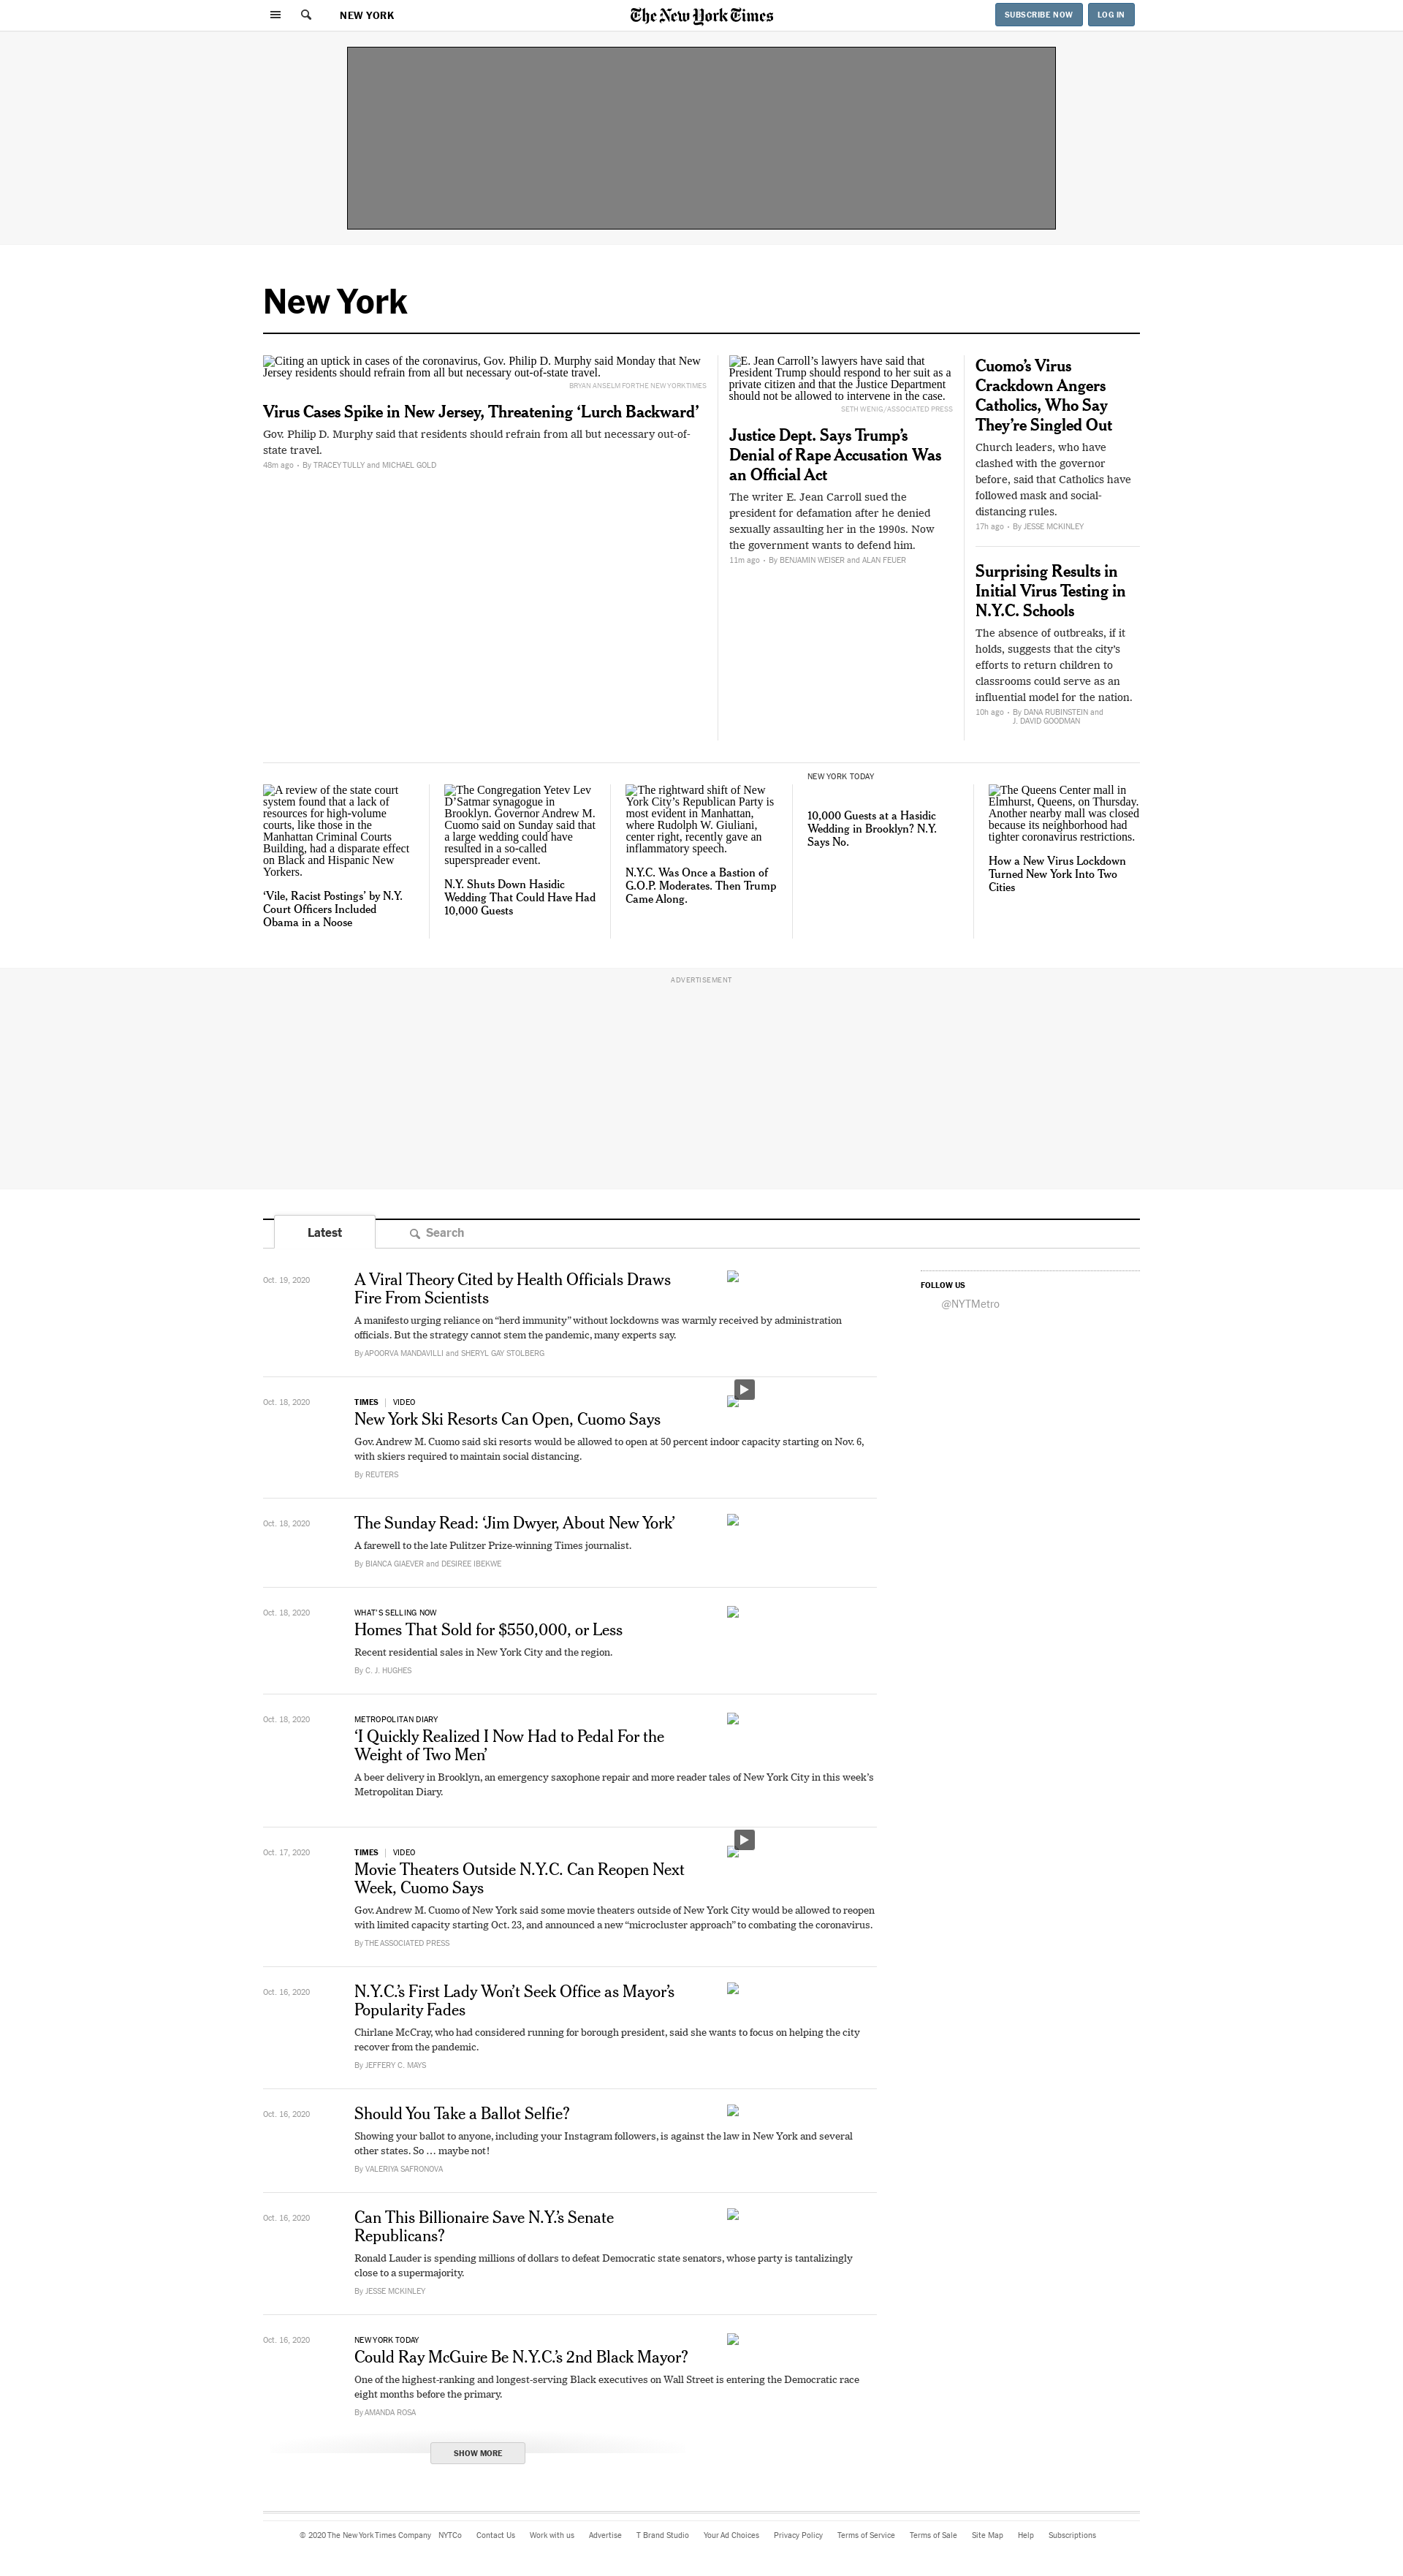 NEW YORK
The New York Times
SUBSCRIBE NOW
LOG IN
New York
Citing an uptick in cases of the coronavirus, Gov. Philip D. Murphy said Monday that New
Jersey residents should refrain from all but necessary out-of-state travel.
BRYAN ANSELM FOR THE NEW YORK TIMES
Virus Cases Spike in New Jersey, Threatening ‘Lurch Backward’
Gov. Philip D. Murphy said that residents should refrain from all but necessary out-of-
state travel.
48m ago • By TRACEY TULLY and MICHAEL GOLD
E. Jean Carroll’s lawyers have said that
President Trump should respond to her suit as a
private citizen and that the Justice Department
should not be allowed to intervene in the case.
SETH WENIG/ASSOCIATED PRESS
Justice Dept. Says Trump’s
Denial of Rape Accusation Was
an Official Act
The writer E. Jean Carroll sued the
president for defamation after he denied
sexually assaulting her in the 1990s. Now
the government wants to defend him.
11m ago • By BENJAMIN WEISER and ALAN FEUER
Cuomo’s Virus
Crackdown Angers
Catholics, Who Say
They’re Singled Out
Church leaders, who have
clashed with the governor
before, said that Catholics have
followed mask and social-
distancing rules.
17h ago • By JESSE MCKINLEY
Surprising Results in
Initial Virus Testing in
N.Y.C. Schools
The absence of outbreaks, if it
holds, suggests that the city’s
efforts to return children to
classrooms could serve as an
influential model for the nation.
10h ago • By DANA RUBINSTEIN and
J. DAVID GOODMAN
A review of the state court
system found that a lack of
resources for high-volume
courts, like those in the
Manhattan Criminal Courts
Building, had a disparate effect
on Black and Hispanic New
Yorkers.
‘Vile, Racist Postings’ by N.Y.
Court Officers Included
Obama in a Noose
The Congregation Yetev Lev
D’Satmar synagogue in
Brooklyn. Governor Andrew M.
Cuomo said on Sunday said that
a large wedding could have
resulted in a so-called
superspreader event.
N.Y. Shuts Down Hasidic
Wedding That Could Have Had
10,000 Guests
The rightward shift of New
York City’s Republican Party is
most evident in Manhattan,
where Rudolph W. Giuliani,
center right, recently gave an
inflammatory speech.
N.Y.C. Was Once a Bastion of
G.O.P. Moderates. Then Trump
Came Along.
NEW YORK TODAY
10,000 Guests at a Hasidic
Wedding in Brooklyn? N.Y.
Says No.
The Queens Center mall in
Elmhurst, Queens, on Thursday.
Another nearby mall was closed
because its neighborhood had
tighter coronavirus restrictions.
How a New Virus Lockdown
Turned New York Into Two
Cities
ADVERTISEMENT
Latest
Search
Oct. 19, 2020
A Viral Theory Cited by Health Officials Draws
Fire From Scientists
A manifesto urging reliance on “herd immunity” without lockdowns was warmly received by administration
officials. But the strategy cannot stem the pandemic, many experts say.
By APOORVA MANDAVILLI and SHERYL GAY STOLBERG
FOLLOW US
@NYTMetro
Oct. 18, 2020
TIMES | VIDEO
New York Ski Resorts Can Open, Cuomo Says
Gov. Andrew M. Cuomo said ski resorts would be allowed to open at 50 percent indoor capacity starting on Nov. 6,
with skiers required to maintain social distancing.
By REUTERS
Oct. 18, 2020
The Sunday Read: ‘Jim Dwyer, About New York’
A farewell to the late Pulitzer Prize-winning Times journalist.
By BIANCA GIAEVER and DESIREE IBEKWE
Oct. 18, 2020
WHAT’S SELLING NOW
Homes That Sold for $550,000, or Less
Recent residential sales in New York City and the region.
By C. J. HUGHES
Oct. 18, 2020
METROPOLITAN DIARY
‘I Quickly Realized I Now Had to Pedal For the
Weight of Two Men’
A beer delivery in Brooklyn, an emergency saxophone repair and more reader tales of New York City in this week’s
Metropolitan Diary.
Oct. 17, 2020
TIMES | VIDEO
Movie Theaters Outside N.Y.C. Can Reopen Next
Week, Cuomo Says
Gov. Andrew M. Cuomo of New York said some movie theaters outside of New York City would be allowed to reopen
with limited capacity starting Oct. 23, and announced a new “microcluster approach” to combating the coronavirus.
By THE ASSOCIATED PRESS
Oct. 16, 2020
N.Y.C.’s First Lady Won’t Seek Office as Mayor’s
Popularity Fades
Chirlane McCray, who had considered running for borough president, said she wants to focus on helping the city
recover from the pandemic.
By JEFFERY C. MAYS
Oct. 16, 2020
Should You Take a Ballot Selfie?
Showing your ballot to anyone, including your Instagram followers, is against the law in New York and several
other states. So … maybe not!
By VALERIYA SAFRONOVA
Oct. 16, 2020
Can This Billionaire Save N.Y.’s Senate
Republicans?
Ronald Lauder is spending millions of dollars to defeat Democratic state senators, whose party is tantalizingly
close to a supermajority.
By JESSE MCKINLEY
Oct. 16, 2020
NEW YORK TODAY
Could Ray McGuire Be N.Y.C.’s 2nd Black Mayor?
One of the highest-ranking and longest-serving Black executives on Wall Street is entering the Democratic race
eight months before the primary.
By AMANDA ROSA
SHOW MORE
© 2020 The New York Times Company NYTCo Contact Us Work with us Advertise T Brand Studio Your Ad Choices Privacy Policy Terms of Service Terms of Sale Site Map Help Subscriptions